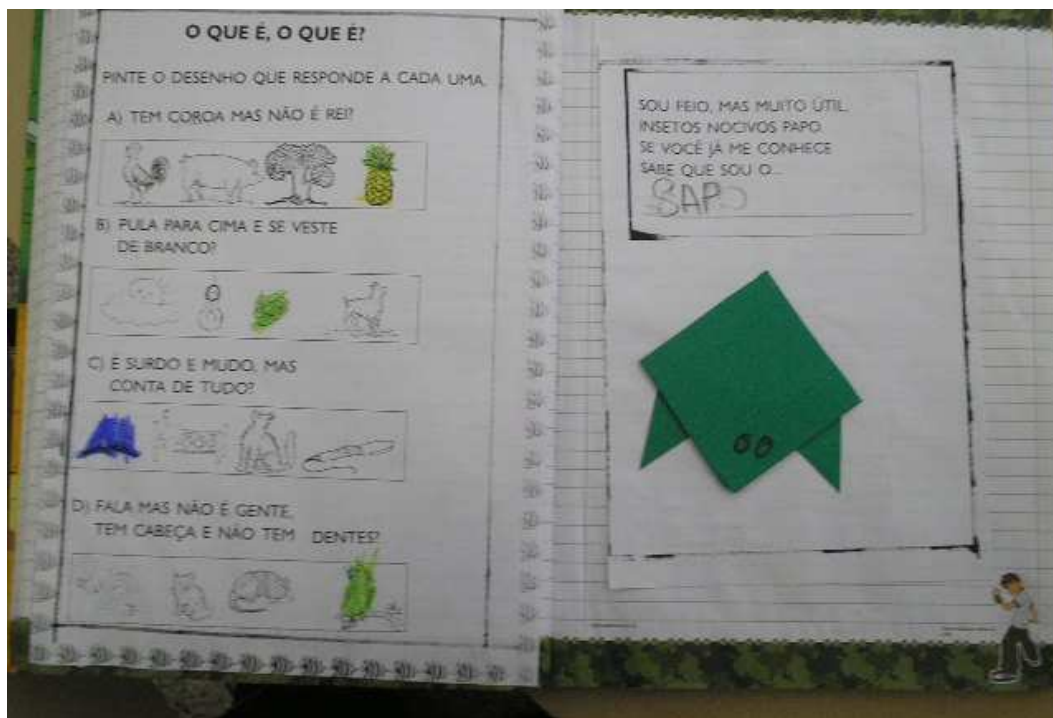 O QUE É, O QUE É?
PINTE O DESENHO QUE RESPONDE A CADA UMA.
A) TEM COROA MAS NÃO É REI?
B) PULA PARA CIMA E SE VESTE
DE BRANCO?
C) É SURDO E MUDO, MAS
CONTA DE TUDO?
D) FALA MAS NÃO É GENTE,
TEM CABEÇA E NÃO TEM DENTES?
SOU FEIO, MAS MUITO ÚTIL.
INSETOS NOCIVOS PAPO.
SE VOCÊ JÁ ME CONHECE
SABE QUE SOU O...
SAPO